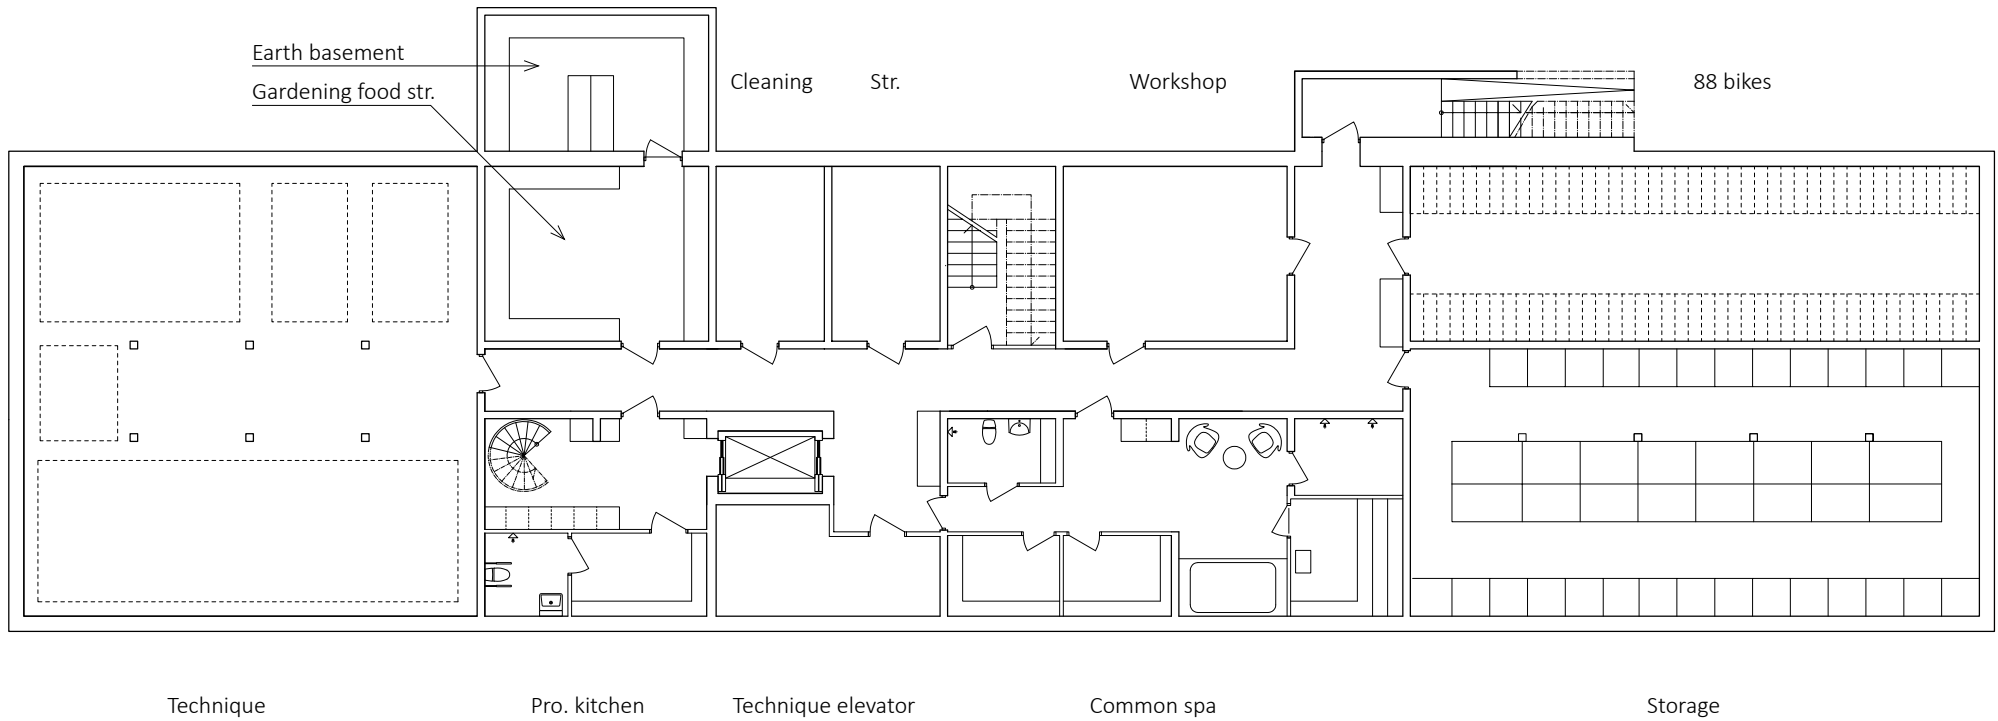 Earth basement
Gardening food str.
Cleaning
Str.
Workshop
88 bikes
Technique
Pro. kitchen
Technique elevator
Common spa
Storage